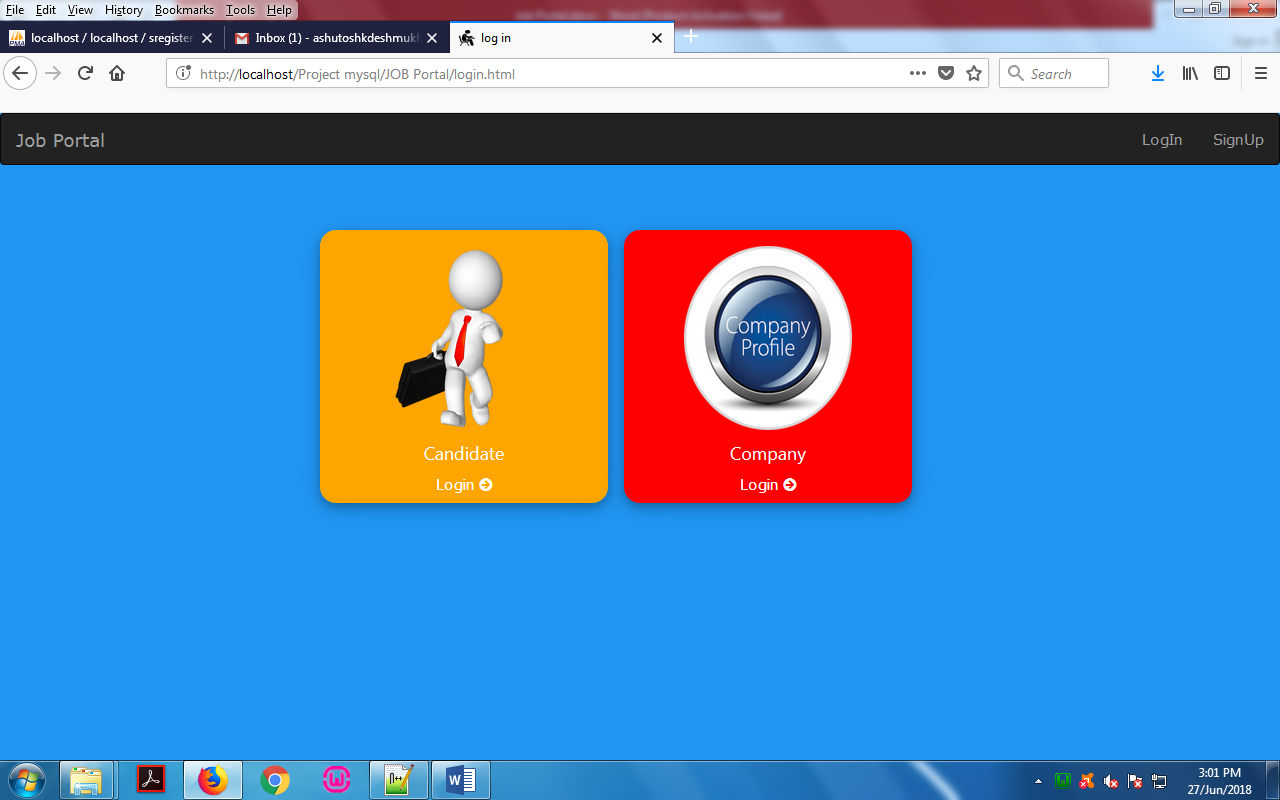 File Edit View History Bookmarks Tools Help
localhost / localhost / sregister
Inbox (1) - ashutoshkdeshmukh
log in
http://localhost/Project mysql/JOB Portal/login.html
Search
Job Portal
LogIn
SignUp
Company
Profile
Candidate
Login
Company
Login
3:01 PM
27/Jun/2018